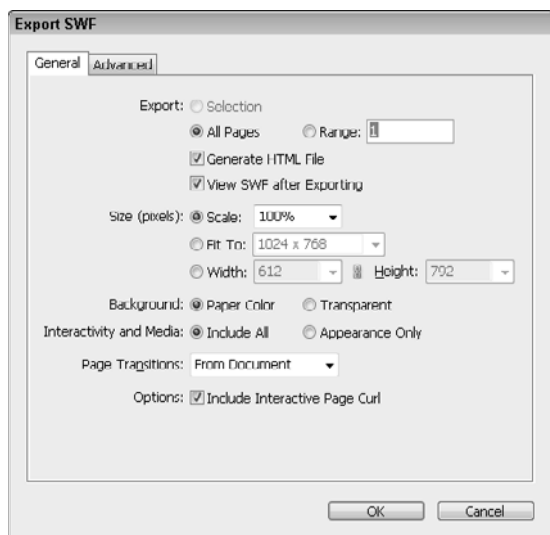 Export SWF
General Advanced
Export: Selection
All Pages Range: 1
Generate HTML File
View SWF after Exporting
Size (pixels): Scale: 100%
Fit To: 1024 x 768
Width: 612 Height: 792
Background: Paper Color Transparent
Interactivity and Media: Include All Appearance Only
Page Transitions: From Document
Options: Include Interactive Page Curl
OK Cancel